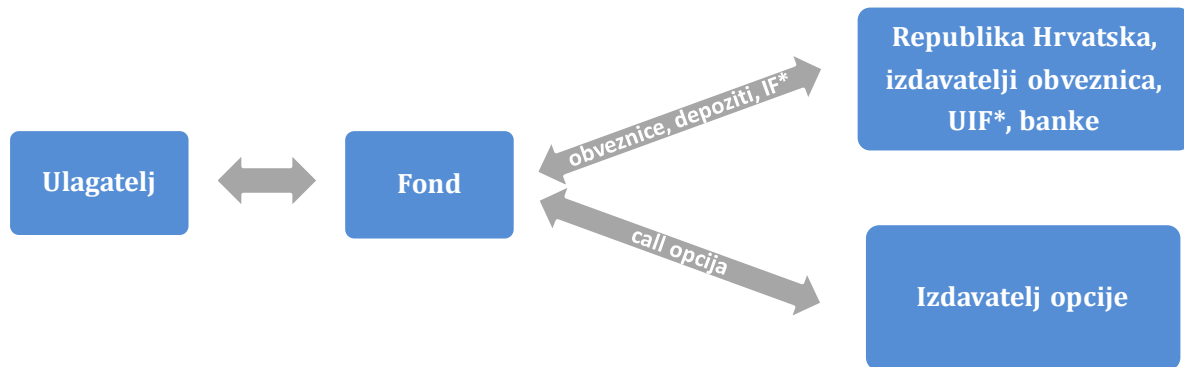 Ulagatelj
Fond
obveznice, depoziti, IF*
call opcija
Republika Hrvatska,
izdavatelji obveznica,
UIF*, banke
Izdavatelj opcije